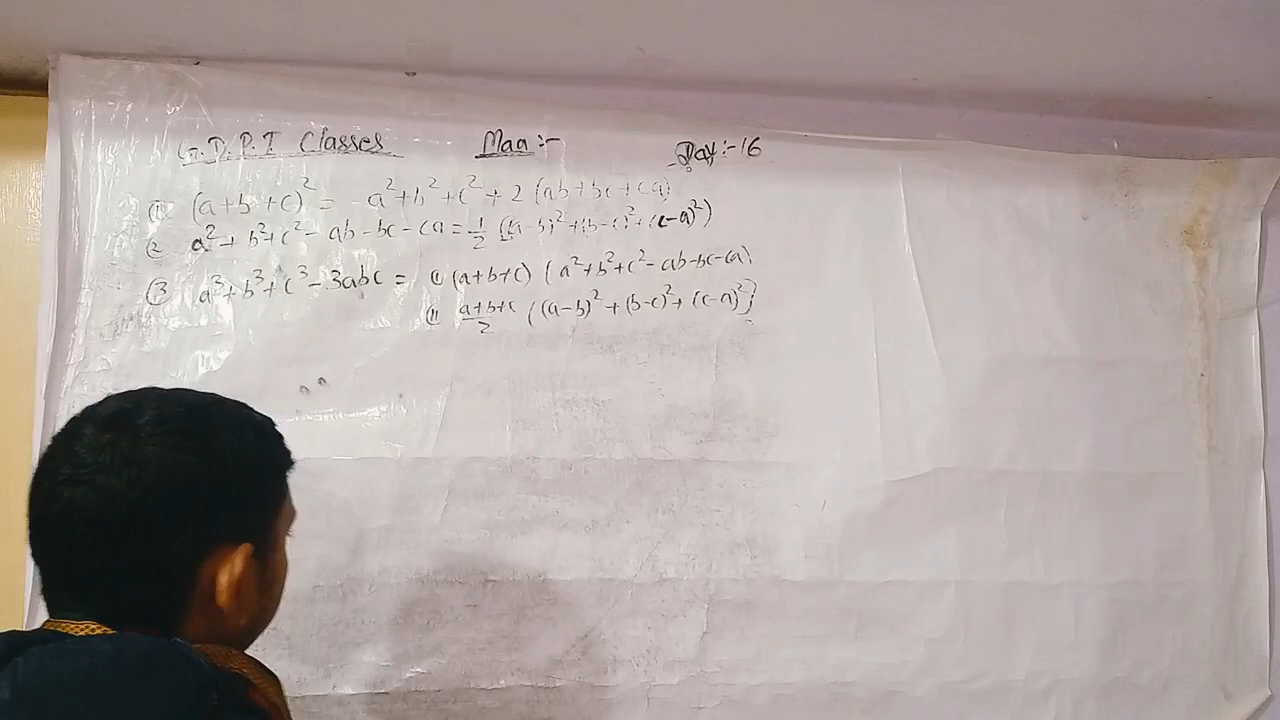 G.D.P.I Classes Maa :- Day :- 16
① (a+b+c)² = a²+b²+c²+2(ab+bc+ca)
② a²+b²+c²-ab-bc-ca = 1/2 ((a-b)²+(b-c)²+(c-a)²)
③ a³+b³+c³-3abc = (i) (a+b+c) (a²+b²+c²-ab-bc-ca)
(ii) a+b+c/2 ((a-b)²+(b-c)²+(c-a)²)